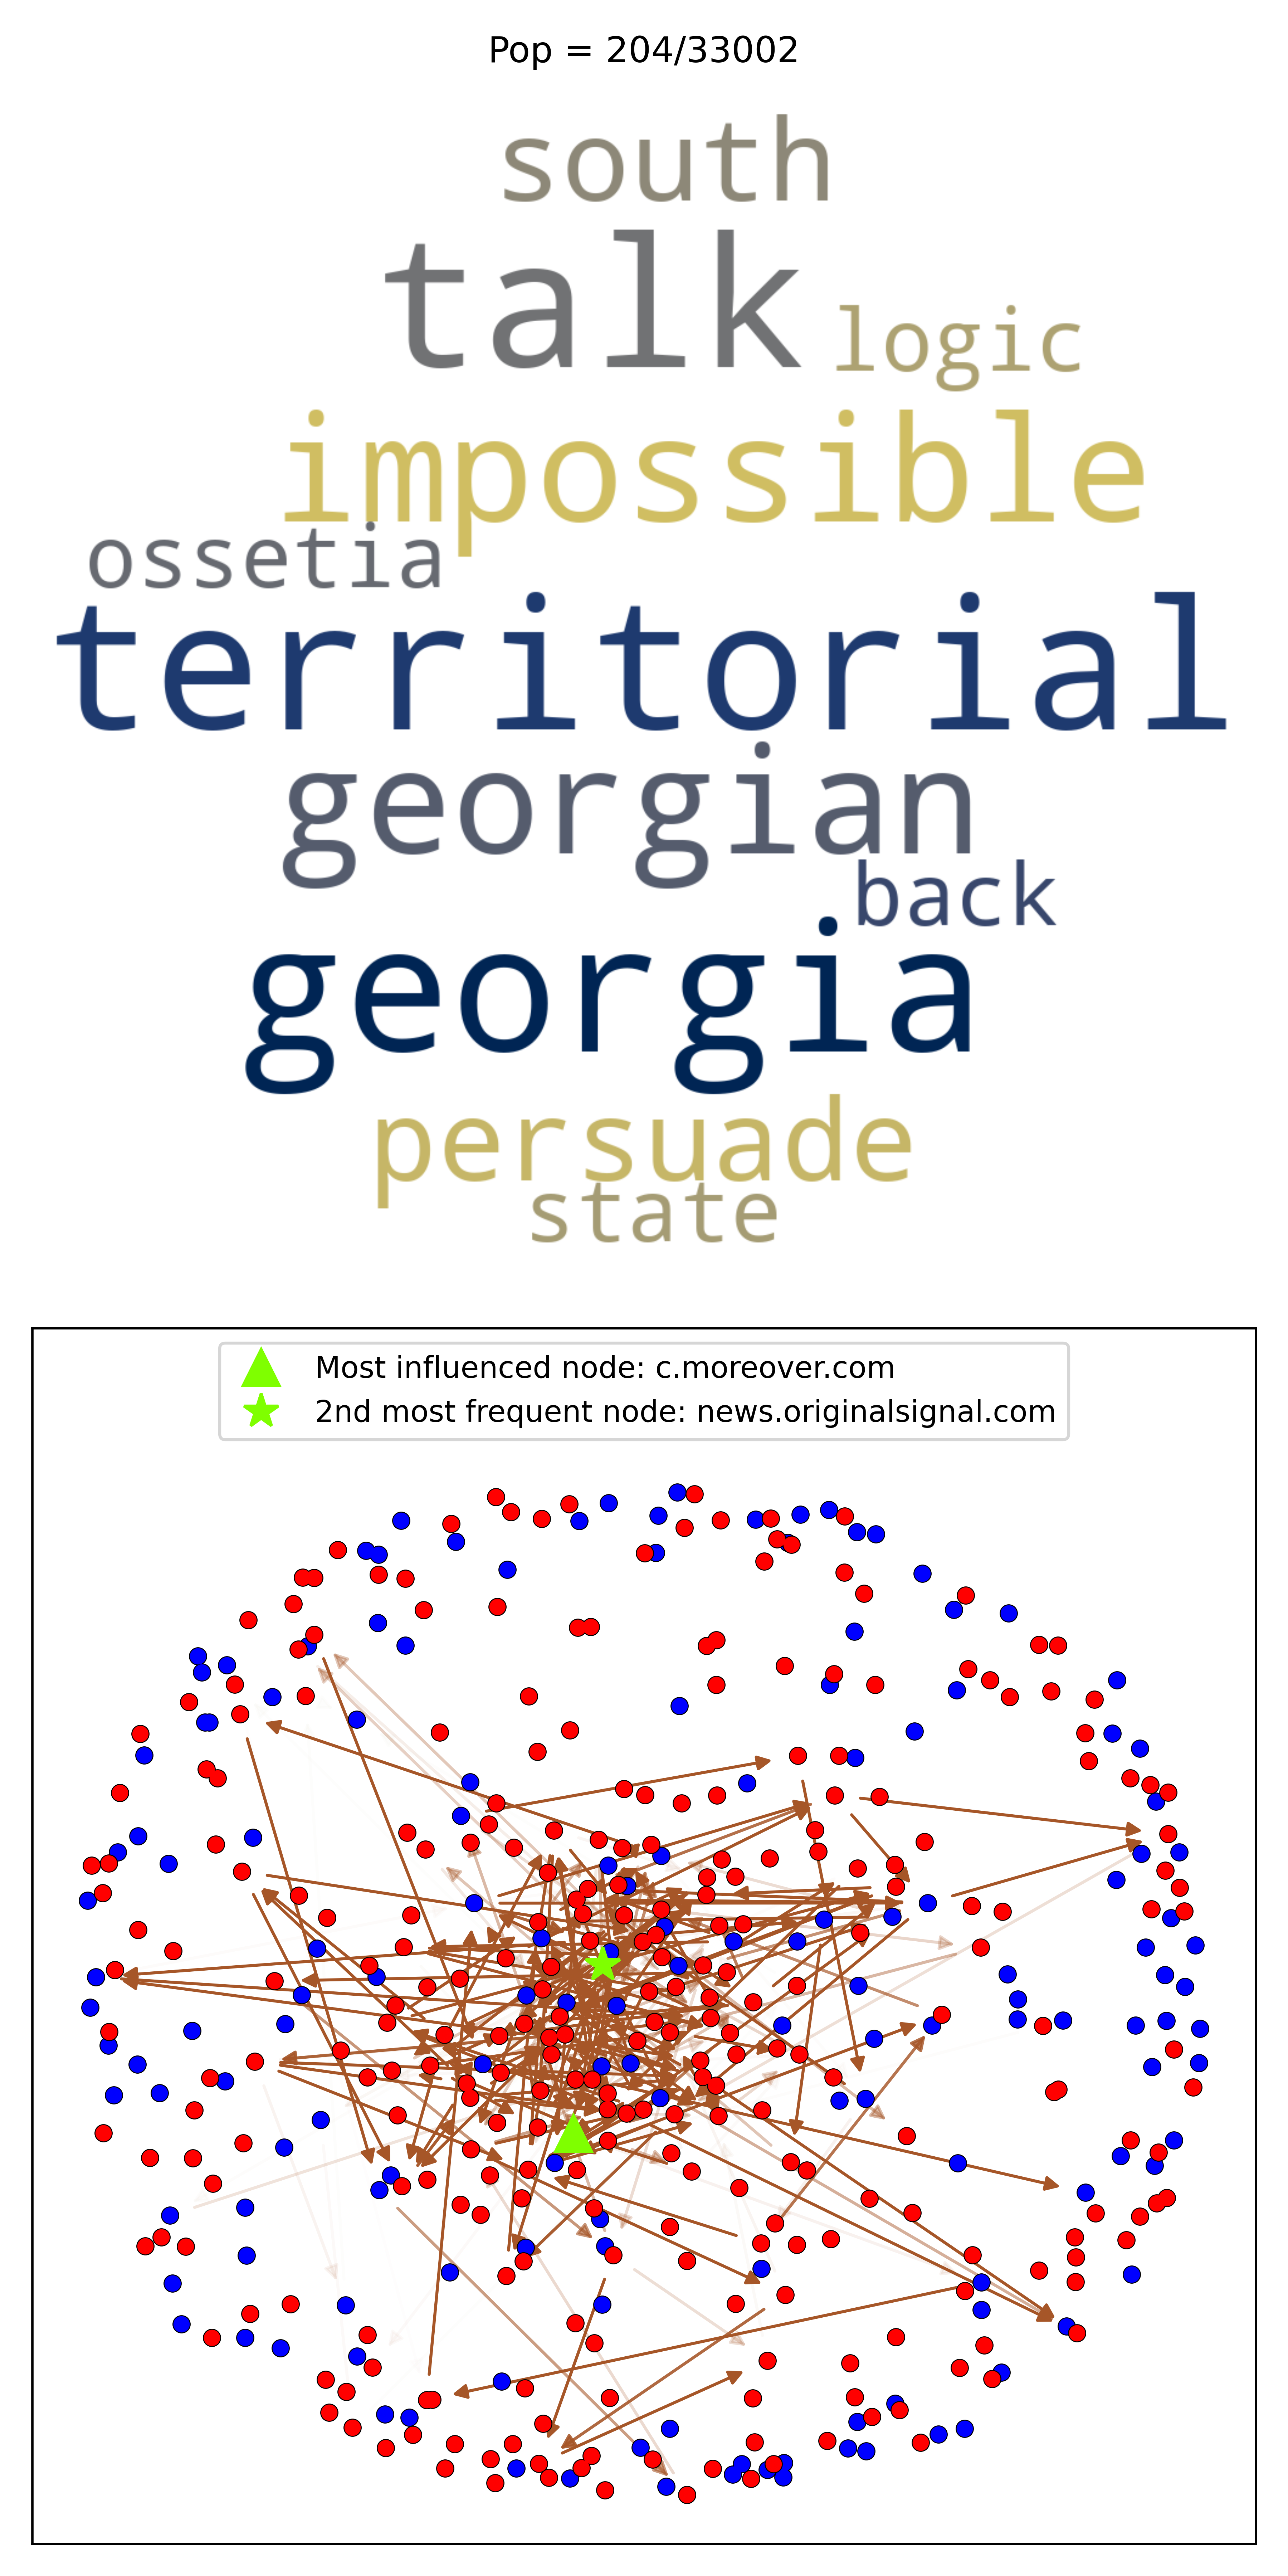 Pop = 204/33002
south
talk
logic
impossible
ossetia
territorial
georgian
back
georgia
persuade
state
Most influenced node: c.moreover.com
2nd most frequent node: news.originalsignal.com